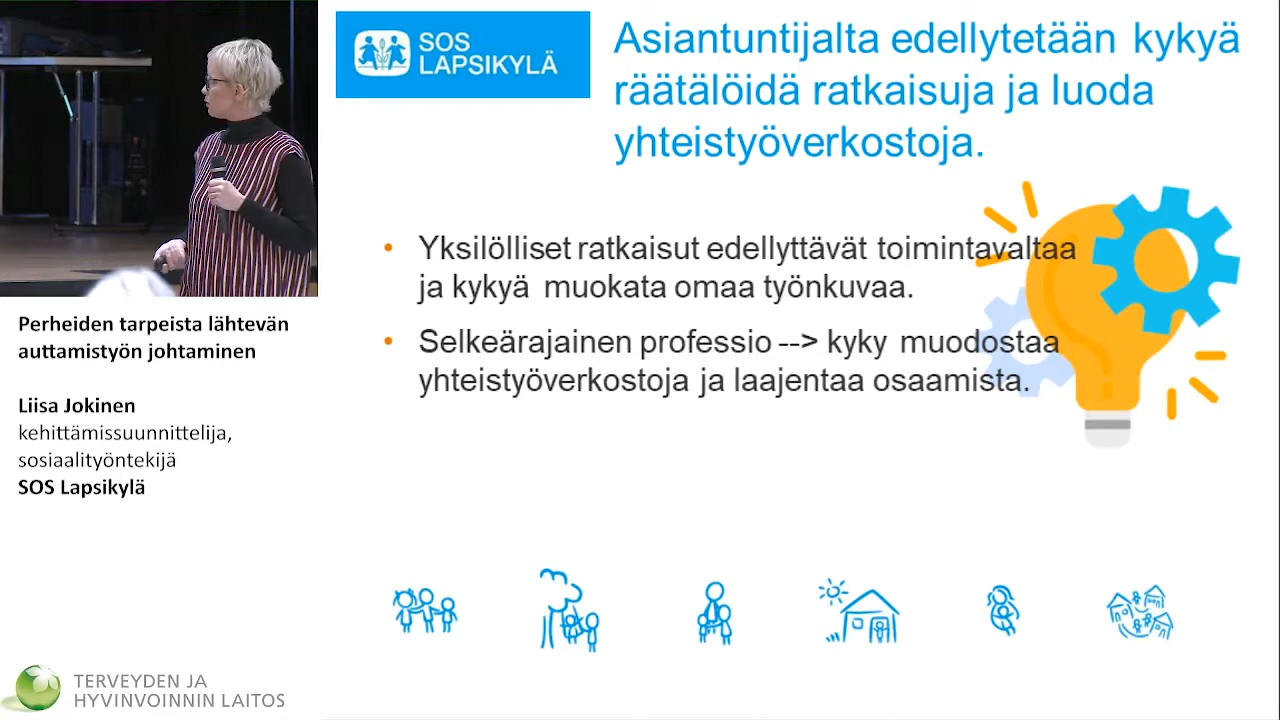 SOS
LAPSIKYLÄ
Asiantuntijalta edellytetään kykyä
räätälöidä ratkaisuja ja luoda
yhteistyöverkostoja.
• Yksilölliset ratkaisut edellyttävät toimintavaltaa
ja kykyä muokata omaa työnkuvaa.
• Selkeärajainen professio --> kyky muodostaa
yhteistyöverkostoja ja laajentaa osaamista.
Perheiden tarpeista lähtevän
auttamistyön johtaminen
Liisa Jokinen
kehittämissuunnittelija,
sosiaalityöntekijä
SOS Lapsikylä
TERVEYDEN JA
HYVINVOINNIN LAITOS